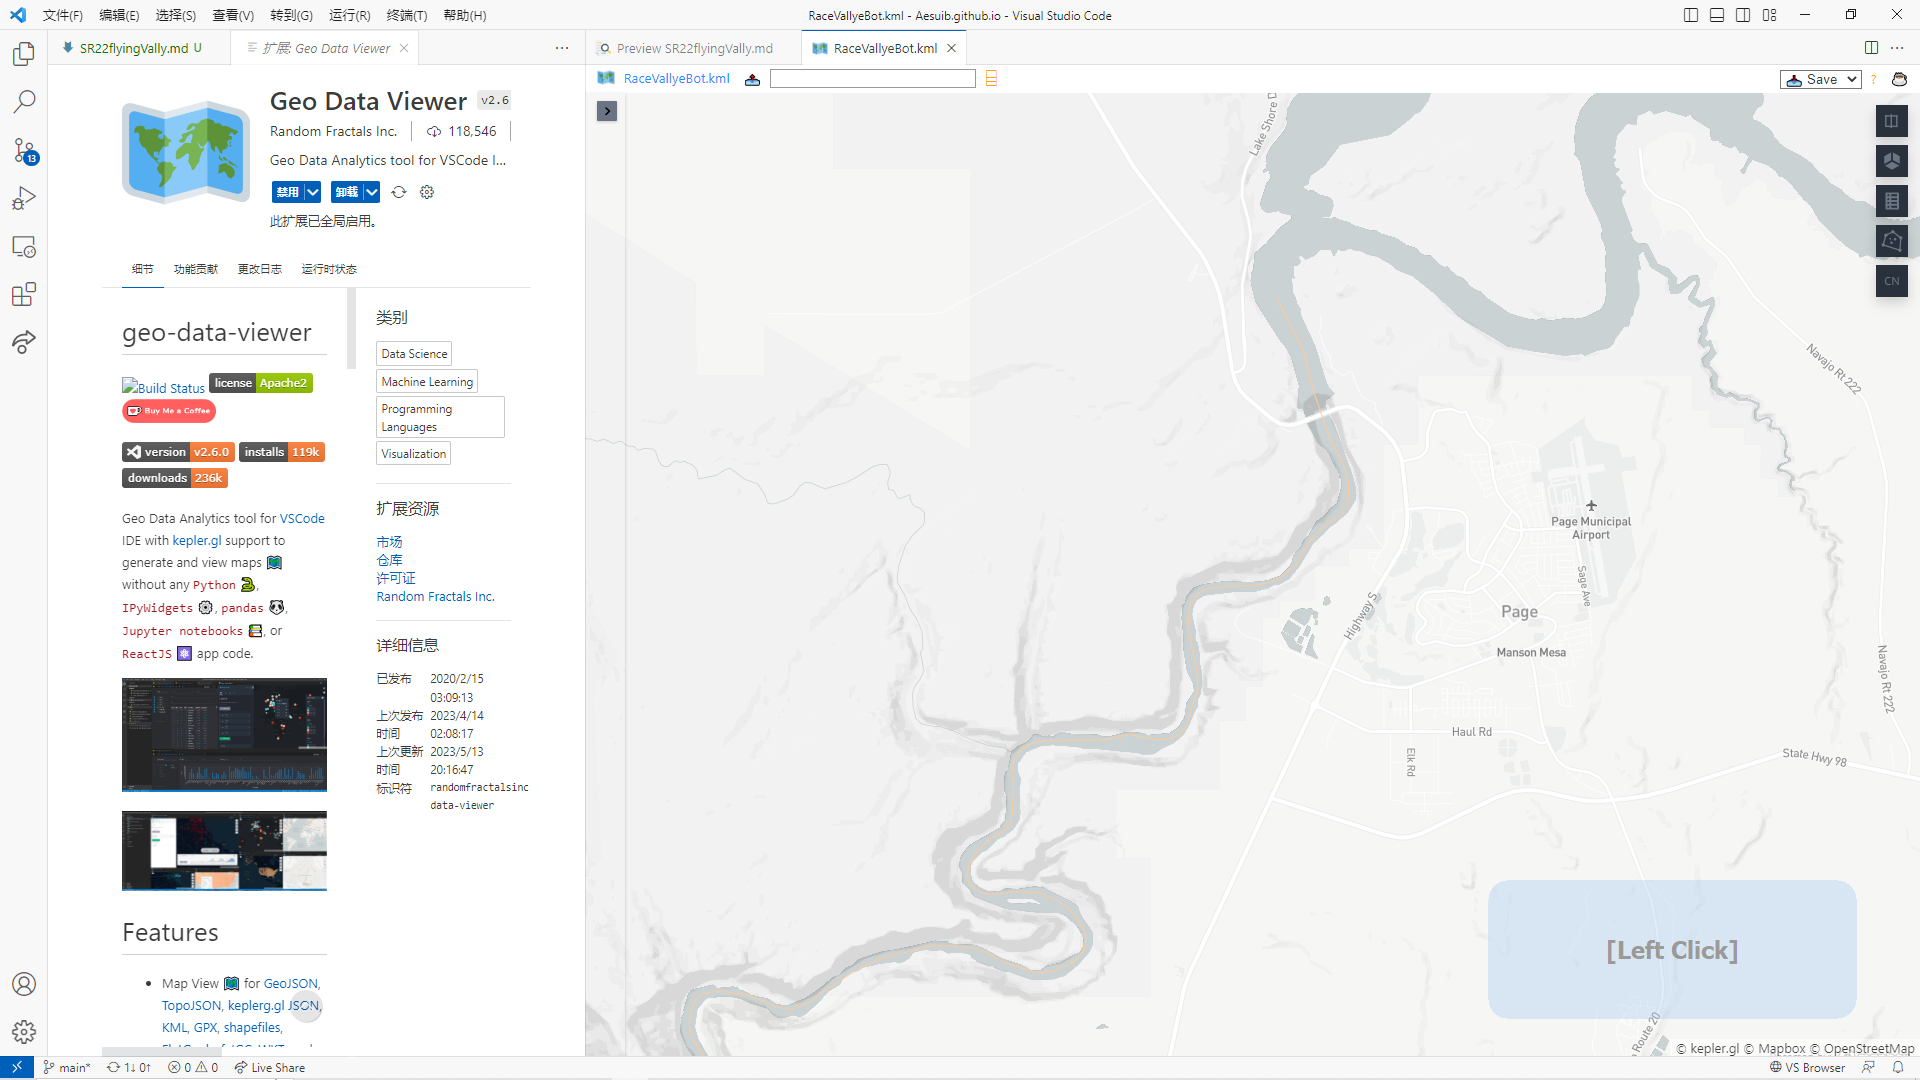 文件(F) 编辑(E) 选择(S) 查看(V) 转到(G) 运行(R) 终端(T) 帮助(H)
RaceVallyeBot.kml - Aesuib.github.io - Visual Studio Code
SR22flyingVally.md U
扩展: Geo Data Viewer
Preview SR22flyingVally.md
RaceVallyeBot.kml
RaceVallyeBot.kml
Save
?
13
Geo Data Viewer v2.6
Random Fractals Inc. 118,546
Geo Data Analytics tool for VSCode I...
禁用 卸载
此扩展已全局启用。
细节 功能贡献 更改日志 运行时状态
geo-data-viewer
Build Status license Apache2
Buy Me a Coffee
version v2.6.0 installs 119k
downloads 236k
Geo Data Analytics tool for VSCode
IDE with kepler.gl support to
generate and view maps
without any Python ,
IPyWidgets , pandas ,
Jupyter notebooks , or
ReactJS app code.
Features
Map View for GeoJSON,
TopoJSON, keplerg.gl JSON,
KML, GPX, shapefiles,
类别
Data Science
Machine Learning
Programming
Languages
Visualization
扩展资源
市场
仓库
许可证
Random Fractals Inc.
详细信息
已发布 2020/2/15
03:09:13
上次发布 2023/4/14
时间 02:08:17
上次更新 2023/5/13
时间 20:16:47
标识符 randomfractalsinc
data-viewer
CN
Lake Shore D
Navajo Rt 222
Page Municipal
Airport
Sage Ave
Page
Highway S
Manson Mesa
Navajo Rt 222
Haul Rd
Elk Rd
State Hwy 98
[Left Click]
Route 20
© kepler.gl © Mapbox © OpenStreetMap
main* 1↓ 0↑ 0 0 Live Share
VS Browser